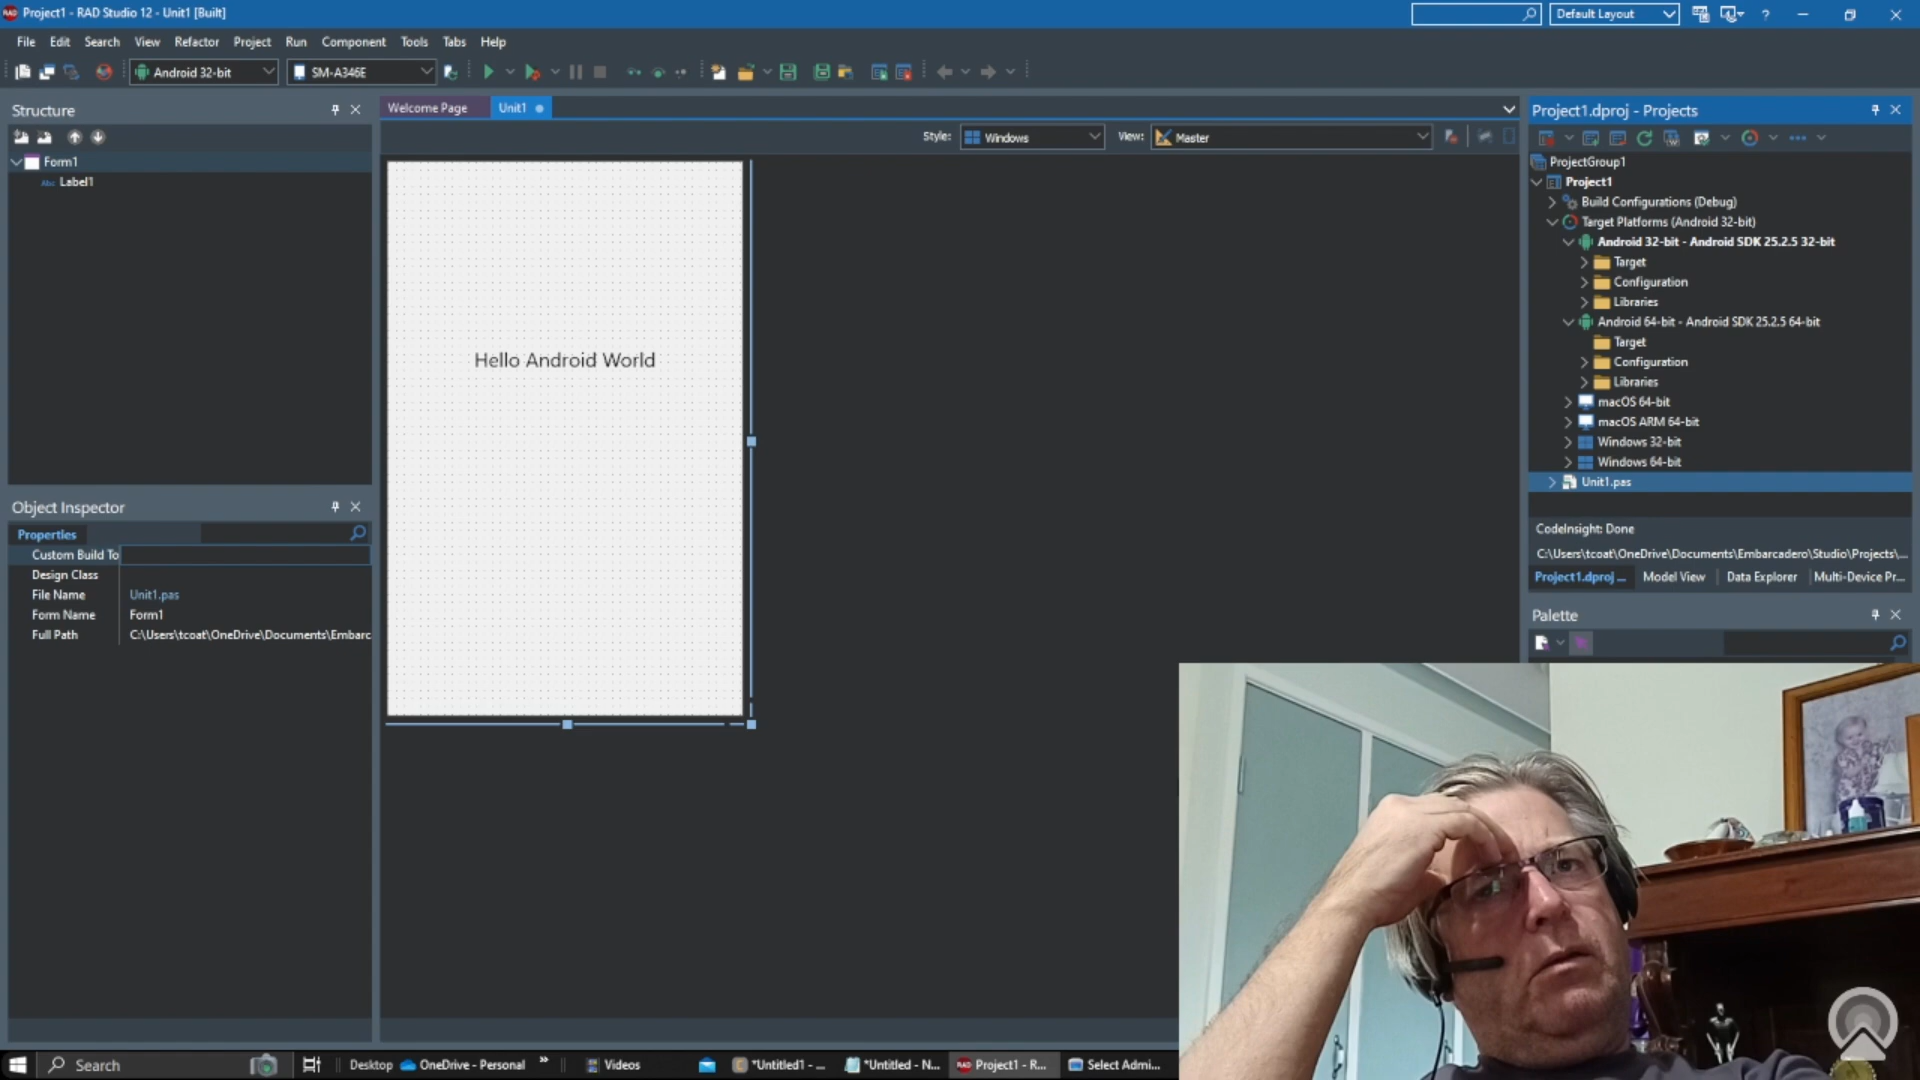 Project1 - RAD Studio 12 - Unit1 [Built]
Default Layout
?
File Edit Search View Refactor Project Run Component Tools Tabs Help
Android 32-bit
SM-A346E
Structure
Form1
Label1
Welcome Page
Unit1
Style:
Windows
View:
Master
Hello Android World
Object Inspector
Properties
Custom Build To
Design Class
File Name Unit1.pas
Form Name Form1
Full Path C:\Users\tcoat\OneDrive\Documents\Embarc
Project1.dproj - Projects
ProjectGroup1
Project1
Build Configurations (Debug)
Target Platforms (Android 32-bit)
Android 32-bit - Android SDK 25.2.5 32-bit
Target
Configuration
Libraries
Android 64-bit - Android SDK 25.2.5 64-bit
Target
Configuration
Libraries
macOS 64-bit
macOS ARM 64-bit
Windows 32-bit
Windows 64-bit
Unit1.pas
CodeInsight: Done
C:\Users\tcoat\OneDrive\Documents\Embarcadero\Studio\Projects\...
Project1.dproj ... Model View Data Explorer Multi-Device Pr...
Palette
Search
Desktop
OneDrive - Personal
Videos
*Untitled1 - ...
*Untitled - N...
Project1 - R...
Select Admi...